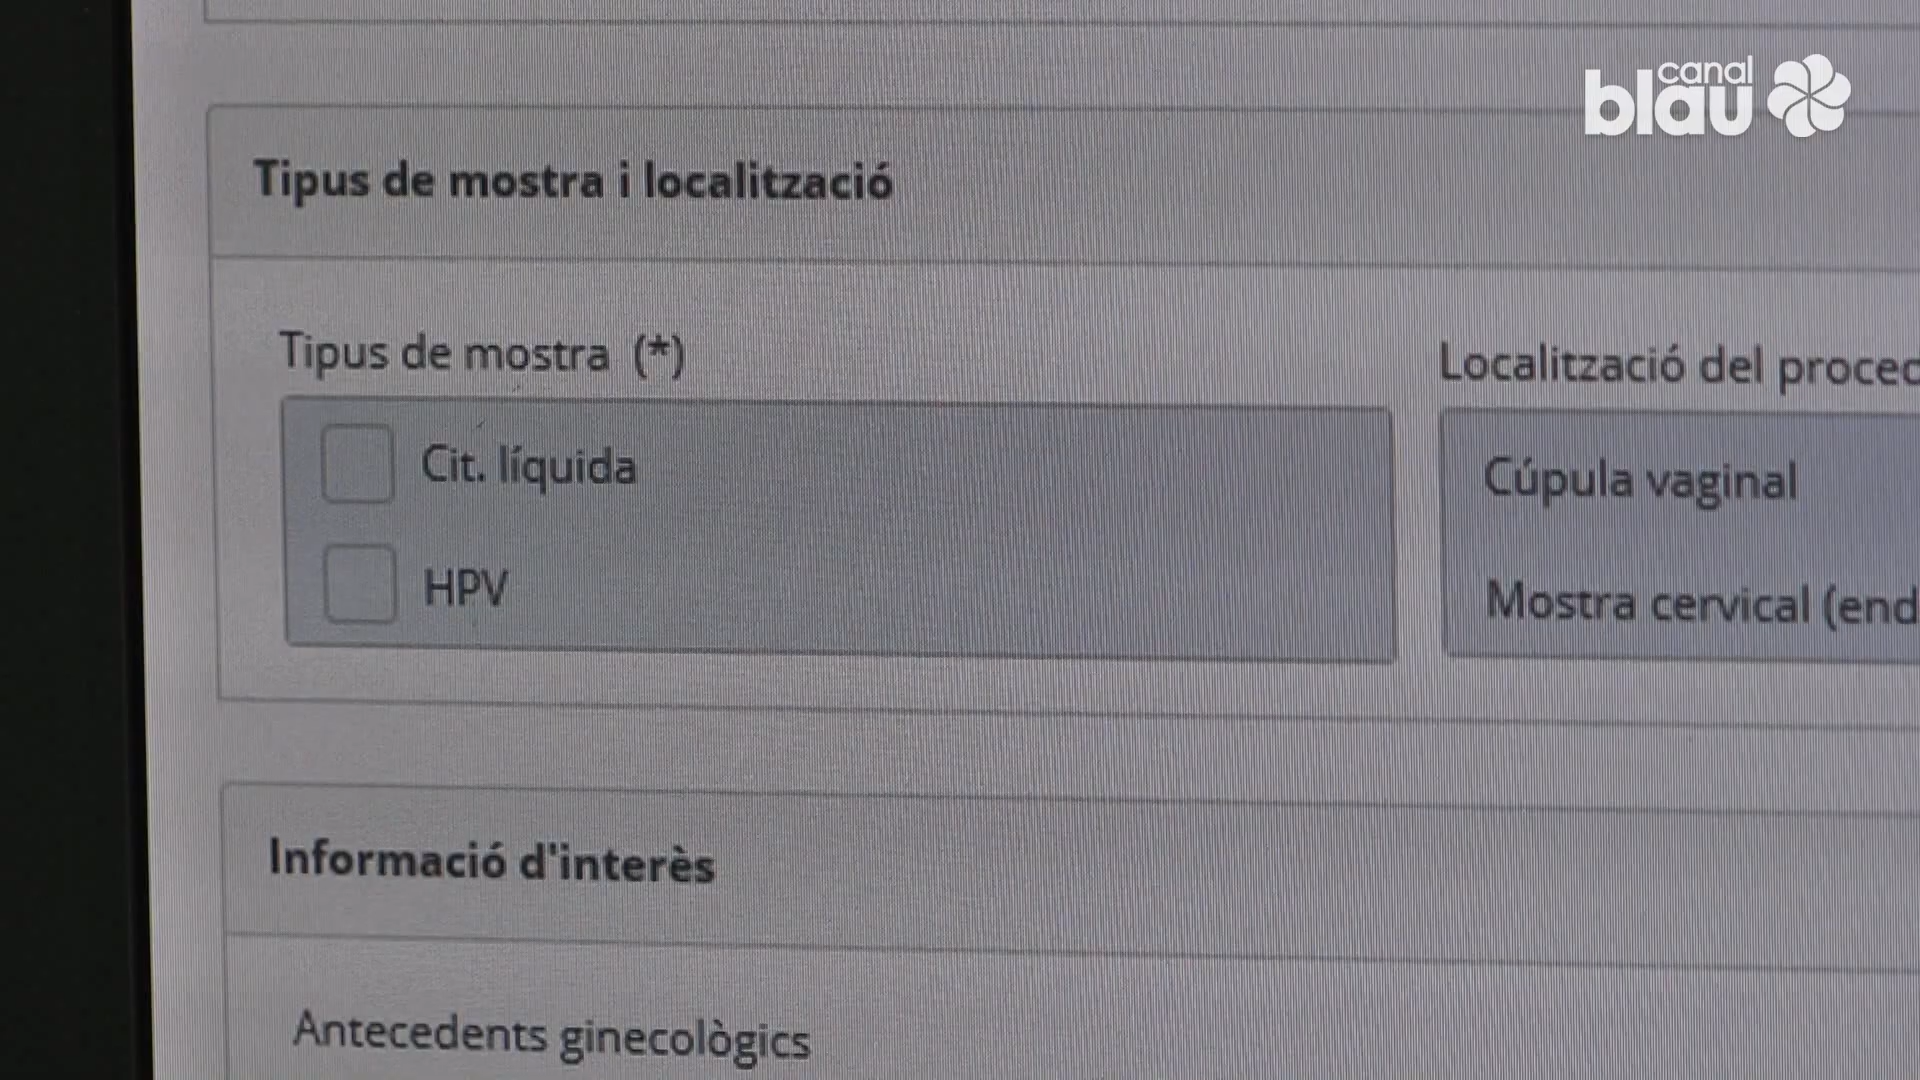 canal
blau
Tipus de mostra i localització
Tipus de mostra (*)
Cit. líquida
HPV
Localització del
Cúpula vaginal
Mostra cervical
Informació d'interès
Antecedents ginecològics